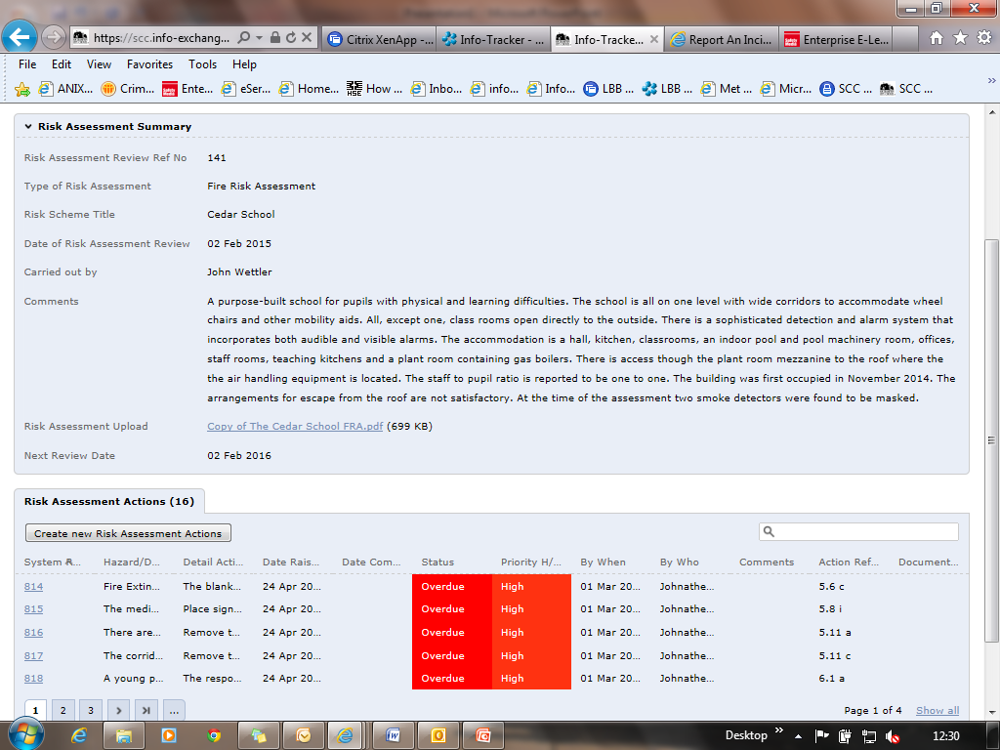 https://scc.info-exchang...
Citrix XenApp -...
Info-Tracker - ...
Info-Tracke...
Report An Inci...
Enterprise E-Le...
File Edit View Favorites Tools Help
ANIX... Crim... Ente... eSer... Home... How ... Inbo... info... Info... LBB ... LBB ... Met ... Micr... SCC ... SCC ...
Risk Assessment Summary
Risk Assessment Review Ref No 141
Type of Risk Assessment Fire Risk Assessment
Risk Scheme Title Cedar School
Date of Risk Assessment Review 02 Feb 2015
Carried out by John Wettler
Comments A purpose-built school for pupils with physical and learning difficulties. The school is all on one level with wide corridors to accommodate wheel
chairs and other mobility aids. All, except one, class rooms open directly to the outside. There is a sophisticated detection and alarm system that
incorporates both audible and visible alarms. The accommodation is a hall, kitchen, classrooms, an indoor pool and pool machinery room, offices,
staff rooms, teaching kitchens and a plant room containing gas boilers. There is access though the plant room mezzanine to the roof where the
the air handling equipment is located. The staff to pupil ratio is reported to be one to one. The building was first occupied in November 2014. The
arrangements for escape from the roof are not satisfactory. At the time of the assessment two smoke detectors were found to be masked.
Risk Assessment Upload Copy of The Cedar School FRA.pdf (699 KB)
Next Review Date 02 Feb 2016
Risk Assessment Actions (16)
Create new Risk Assessment Actions
System R... Hazard/D... Detail Acti... Date Rais... Date Com... Status Priority H/... By When By Who Comments Action Ref... Document...
814 Fire Extin... The blank... 24 Apr 20... Overdue High 01 Mar 20... Johnathe... 5.6 c
815 The medi... Place sign... 24 Apr 20... Overdue High 01 Mar 20... Johnathe... 5.8 i
816 There are... Remove t... 24 Apr 20... Overdue High 01 Mar 20... Johnathe... 5.11 a
817 The corrid... Remove t... 24 Apr 20... Overdue High 01 Mar 20... Johnathe... 5.11 c
818 A young p... The respo... 24 Apr 20... Overdue High 01 Mar 20... Johnathe... 6.1 a
1 2 3 ... Page 1 of 4 Show all
Desktop 12:30